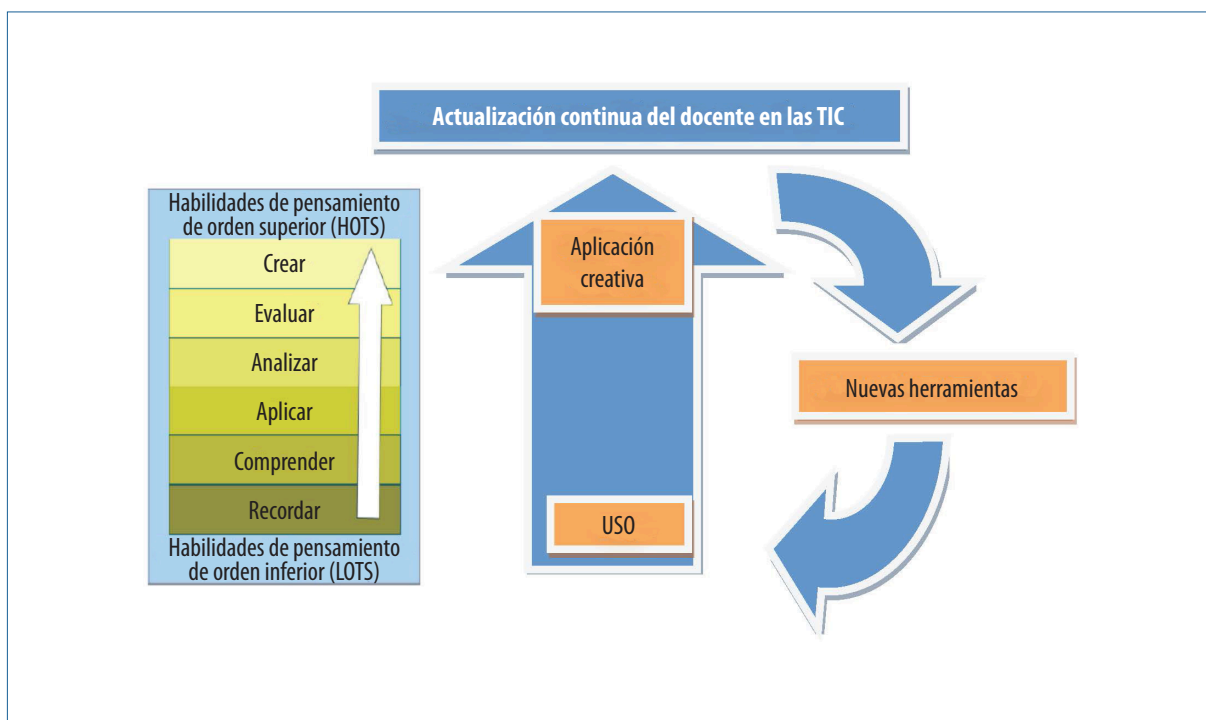 Actualización continua del docente en las TIC
Habilidades de pensamiento
de orden superior (HOTS)
Crear
Evaluar
Analizar
Aplicar
Comprender
Recordar
Habilidades de pensamiento
de orden inferior (LOTS)
Aplicación
creativa
USO
Nuevas herramientas